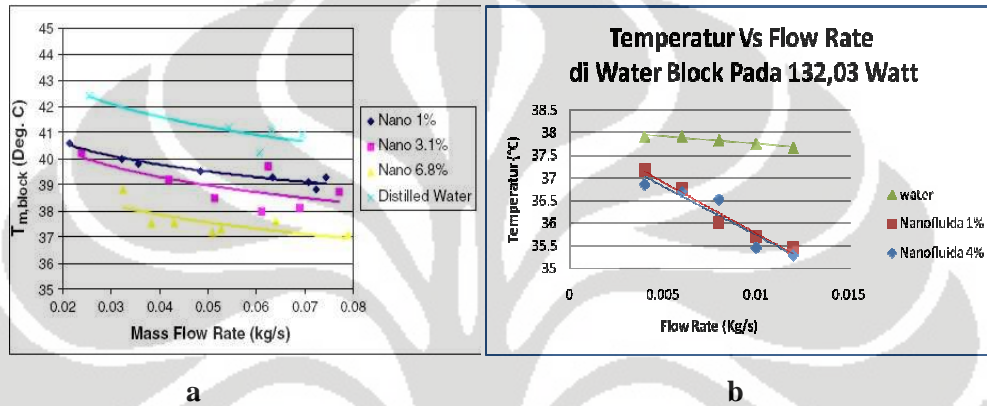 45
44
43
42
41
40
39
38
37
36
35
Tm,block (Deg. C)
0.02 0.03 0.04 0.05 0.06 0.07 0.08
Mass Flow Rate (kg/s)
Nano 1%
Nano 3.1%
Nano 6.8%
Distilled Water
a
Temperatur Vs Flow Rate
di Water Block Pada 132,03 Watt
38.5
38
37.5
37
36.5
36
35.5
35
Temperatur (°C)
0 0.005 0.01 0.015
Flow Rate (Kg/s)
water
Nanofluida 1%
Nanofluida 4%
b